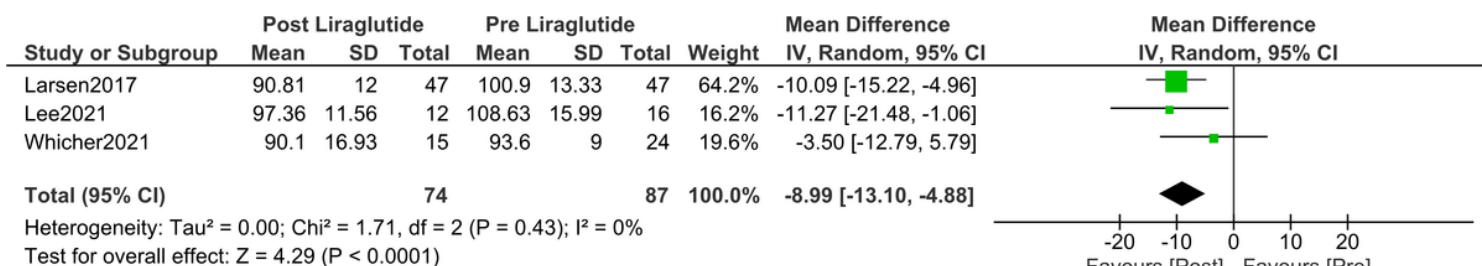 Post Liraglutide Pre Liraglutide Mean Difference Mean Difference
Study or Subgroup Mean SD Total Mean SD Total Weight IV, Random, 95% CI IV, Random, 95% CI
Larsen2017 90.81 12 47 100.9 13.33 47 64.2% -10.09 [-15.22, -4.96]
Lee2021 97.36 11.56 12 108.63 15.99 16 16.2% -11.27 [-21.48, -1.06]
Whicher2021 90.1 16.93 15 93.6 9 24 19.6% -3.50 [-12.79, 5.79]
Total (95% CI) 74 87 100.0% -8.99 [-13.10, -4.88]
Heterogeneity: Tau² = 0.00; Chi² = 1.71, df = 2 (P = 0.43); I² = 0%
-20 -10 0 10 20
Test for overall effect: Z = 4.29 (P < 0.0001)
Favours [Post] Favours [Pre]